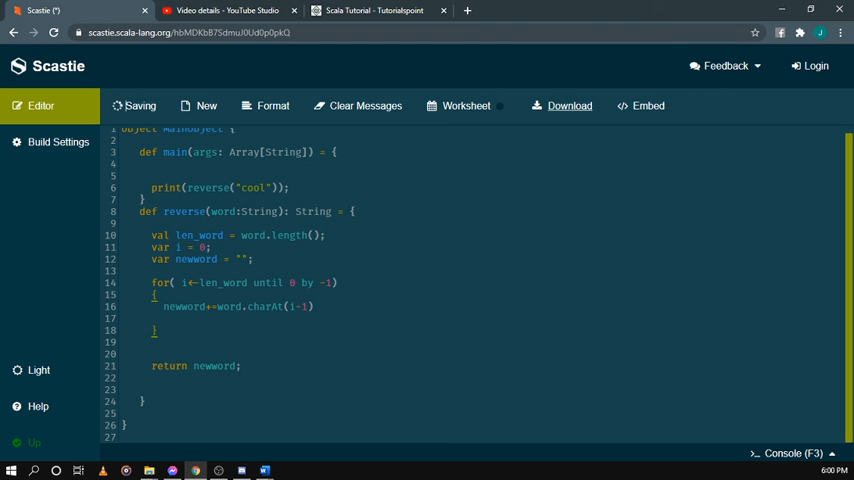 Scastie (*)
Video details - YouTube Studio
Scala Tutorial - Tutorialspoint
scastie.scala-lang.org/hbMDKbB7SdmuJ0Ud0p0pkQ
J
Scastie
Feedback
Login
Editor
Saving
New
Format
Clear Messages
Worksheet
Download
Embed
Build Settings
1 object MainObject {
2
3 def main(args: Array[String]) = {
4
5
6 print(reverse("cool"));
7 }
8 def reverse(word:String): String = {
9
10 val len_word = word.length();
11 var i = 0;
12 var newword = "";
13
14 for( i<-len_word until 0 by -1)
15 {
16 newword+=word.charAt(i-1)
17
18 }
19
20
21 return newword;
22
23
24 }
25
26 }
27
Light
Help
Up
>_ Console (F3)
6:00 PM